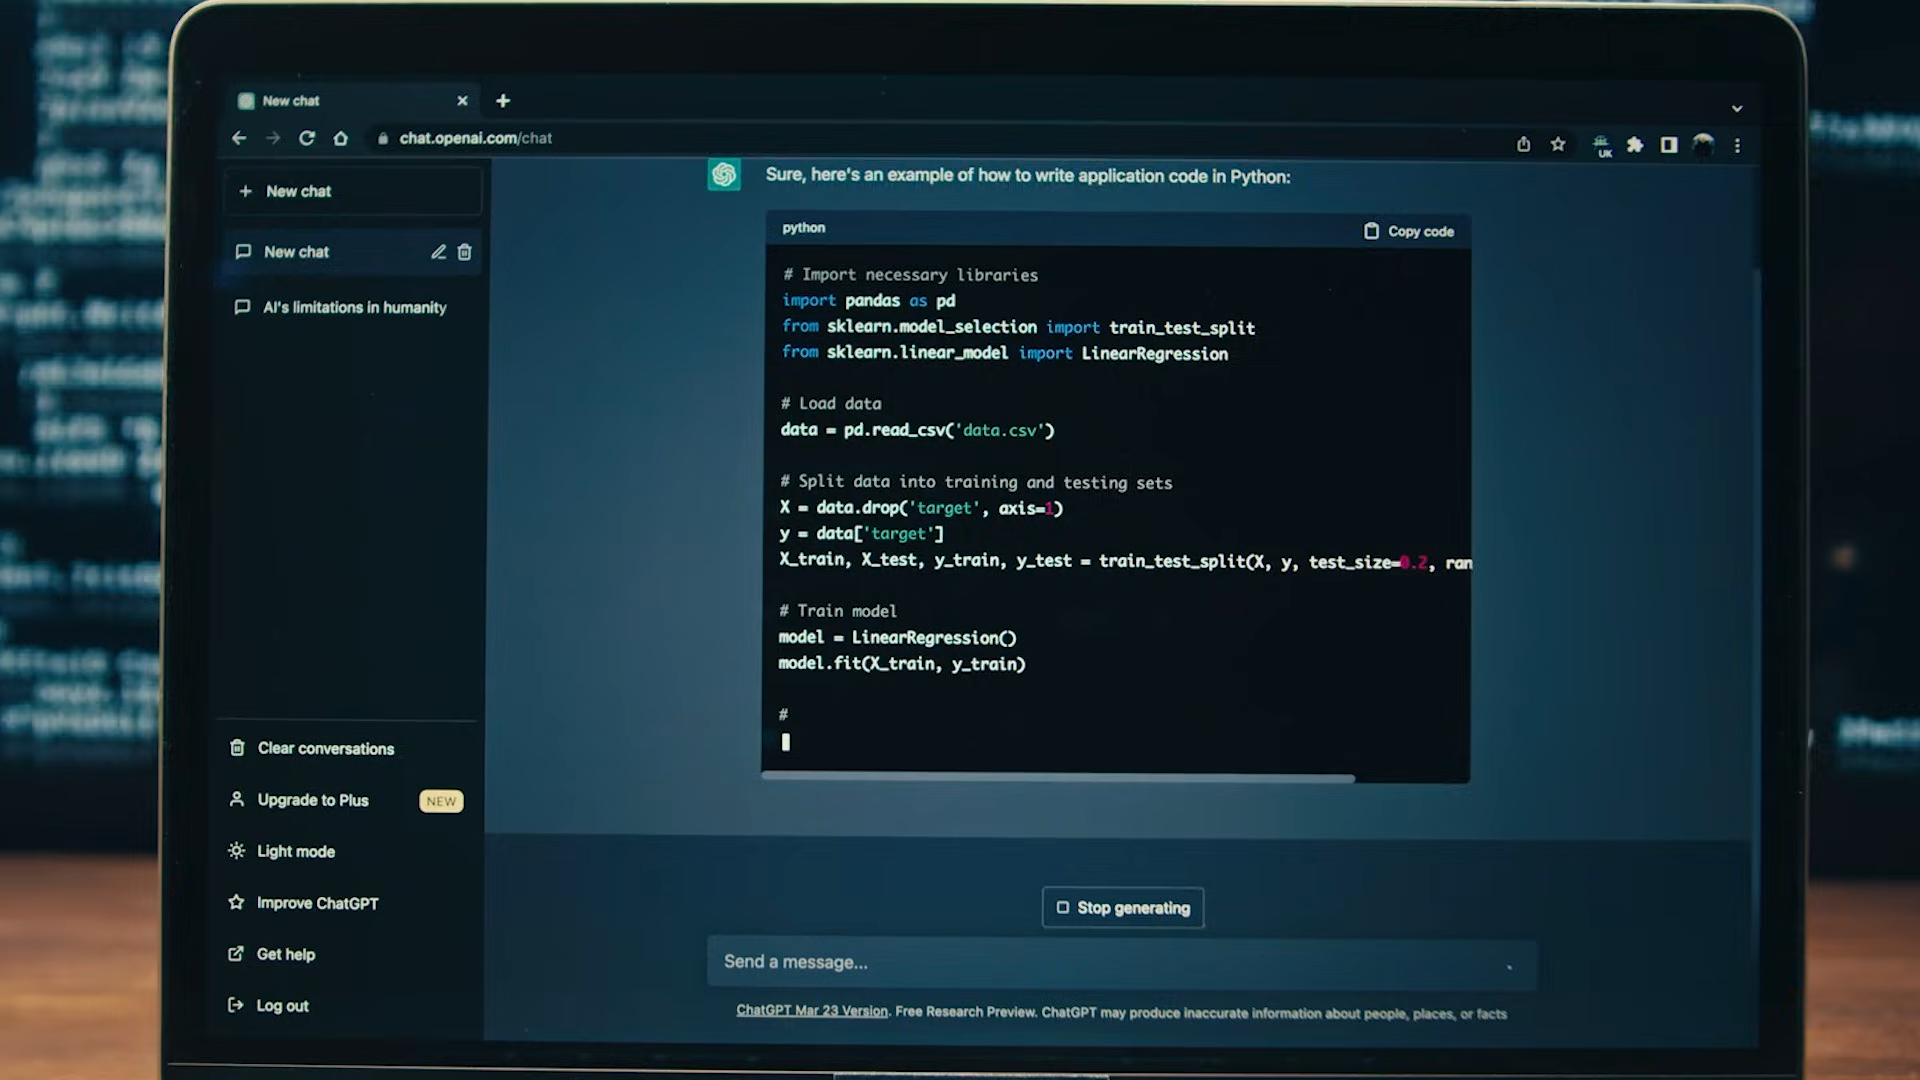 New chat
chat.openai.com/chat
UK
New chat
New chat
AI's limitations in humanity
Clear conversations
Upgrade to Plus NEW
Light mode
Improve ChatGPT
Get help
Log out
Sure, here's an example of how to write application code in Python:
python Copy code
# Import necessary libraries
import pandas as pd
from sklearn.model_selection import train_test_split
from sklearn.linear_model import LinearRegression
# Load data
data = pd.read_csv('data.csv')
# Split data into training and testing sets
X = data.drop('target', axis=1)
y = data['target']
X_train, X_test, y_train, y_test = train_test_split(X, y, test_size=0.2, ran
# Train model
model = LinearRegression()
model.fit(X_train, y_train)
#
Stop generating
Send a message...
ChatGPT Mar 23 Version. Free Research Preview. ChatGPT may produce inaccurate information about people, places, or facts